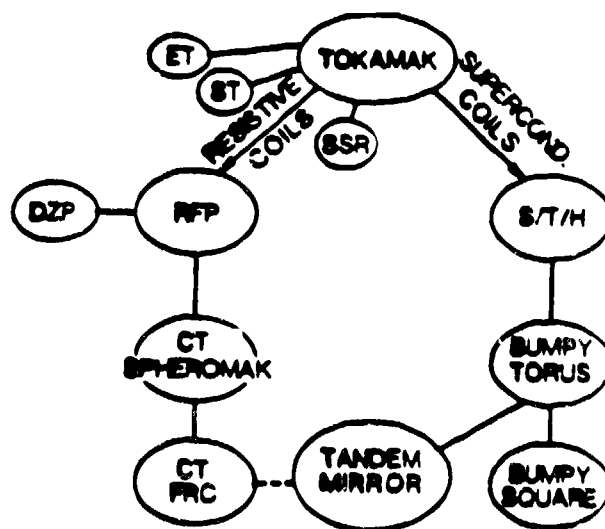 TOKAMAK
ET
ST
RESISTIVE
COILS
SUPERCOND.
COILS
SSR
DZP
RFP
S/T/H
CT
SPHEROMAK
BUMPY
TORUS
CT
FRC
TANDEM
MIRROR
BUMPY
SQUARE